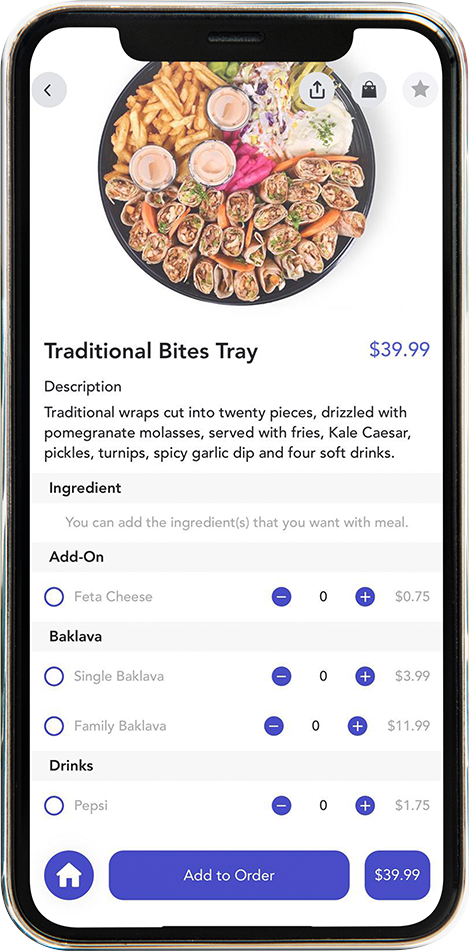 Traditional Bites Tray
$39.99
Description
Traditional wraps cut into twenty pieces, drizzled with
pomegranate molasses, served with fries, Kale Caesar,
pickles, turnips, spicy garlic dip and four soft drinks.
Ingredient
You can add the ingredient(s) that you want with meal.
Add-On
Feta Cheese 0 $0.75
Baklava
Single Baklava 0 $3.99
Family Baklava 0 $11.99
Drinks
Pepsi 0 $1.75
Add to Order $39.99